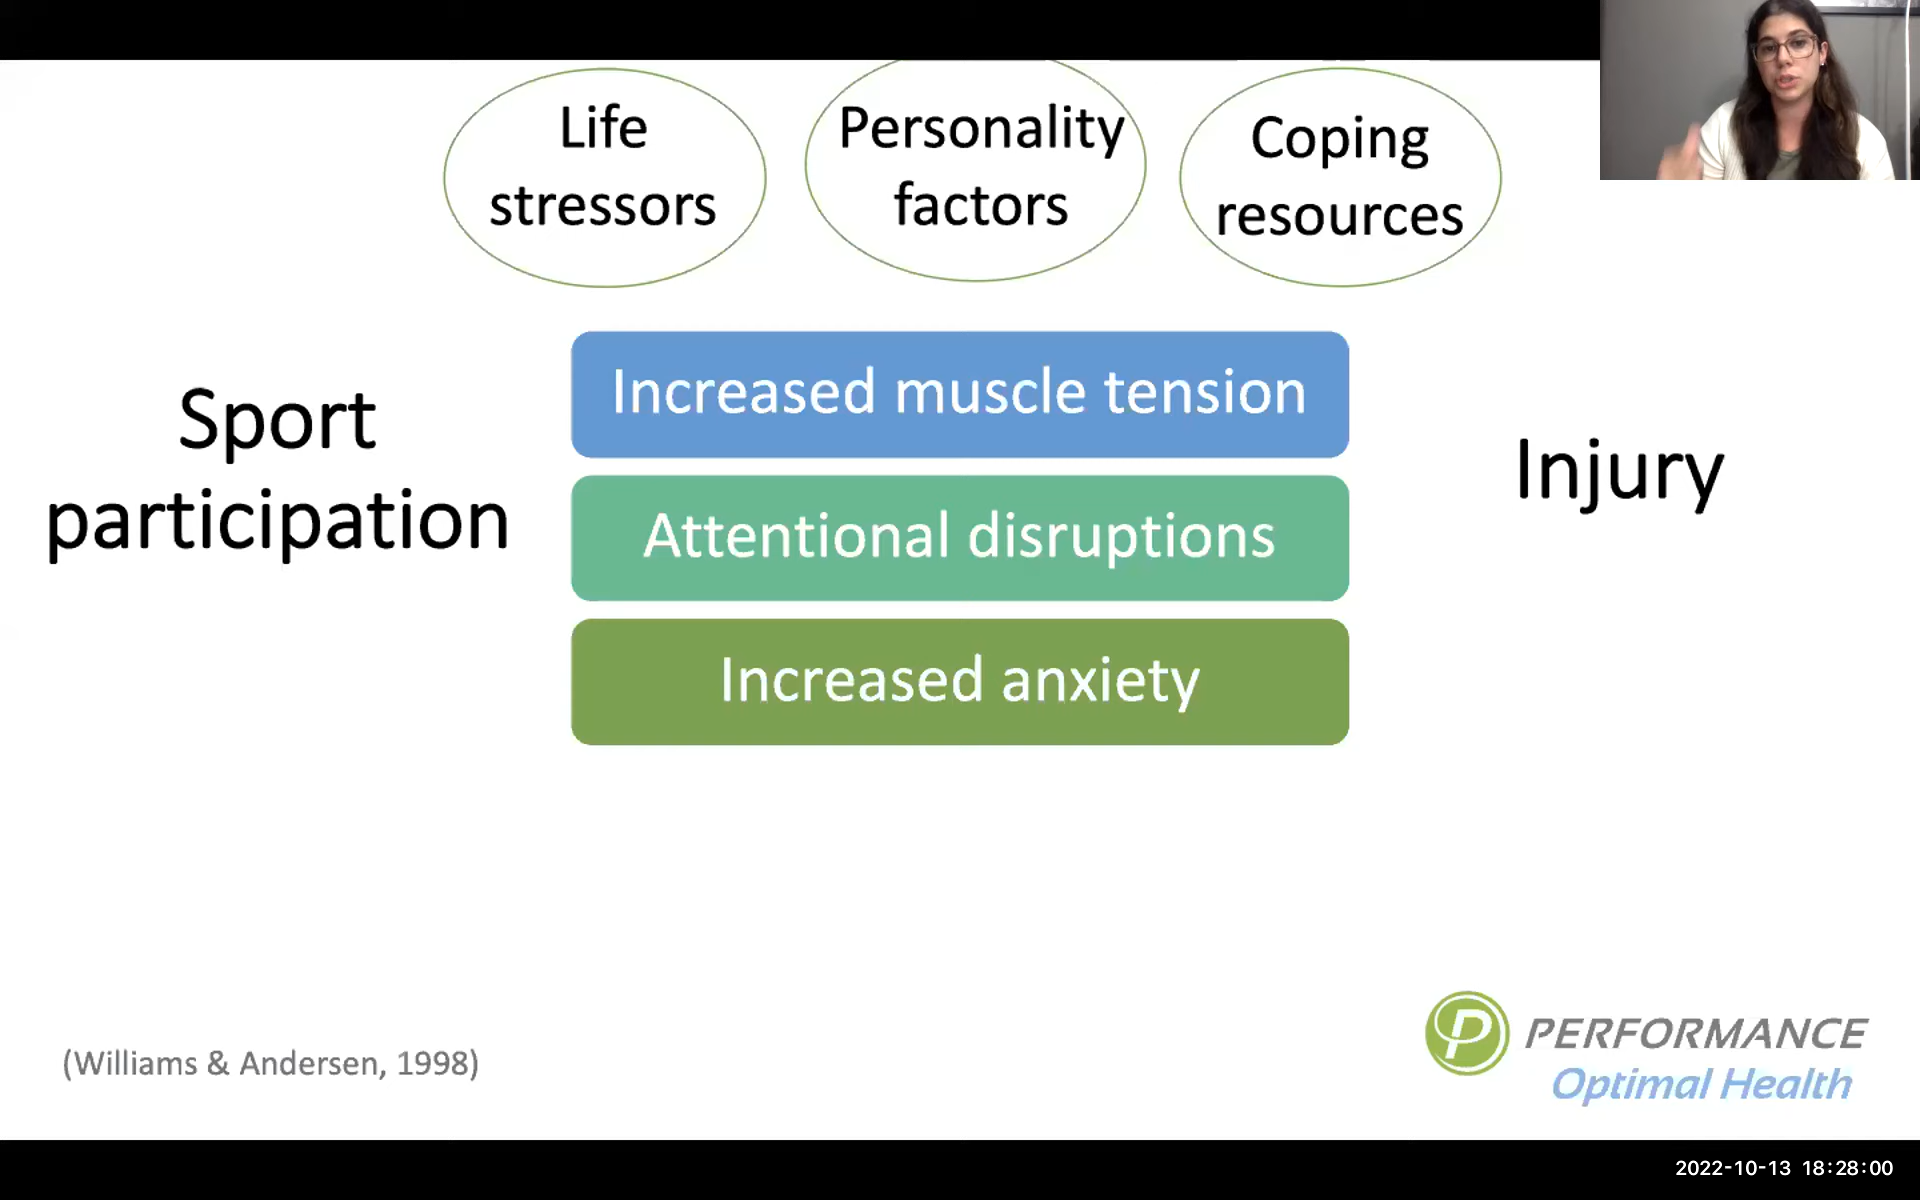 Life
stressors
Personality
factors
Coping
resources
Sport
participation
Increased muscle tension
Attentional disruptions
Increased anxiety
Injury
(Williams & Andersen, 1998)
P
PERFORMANCE
Optimal Health
2022-10-13 18:28:00